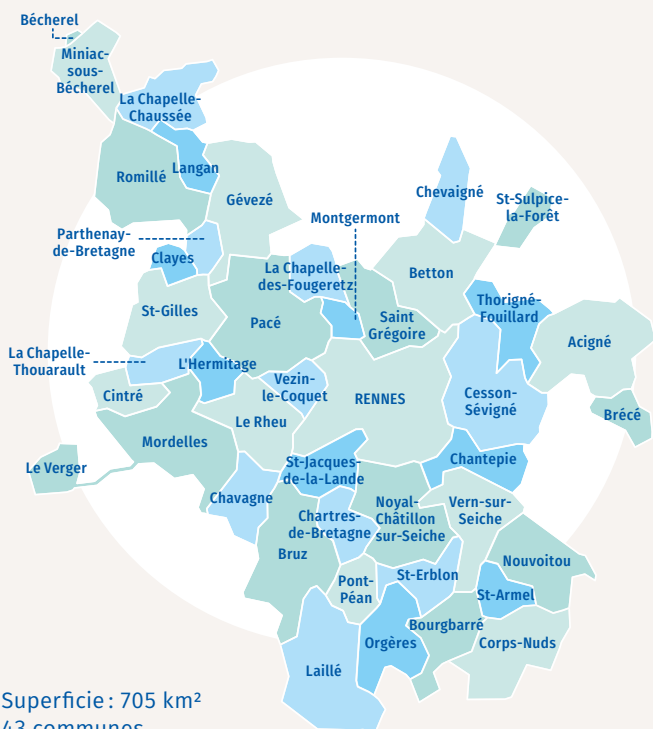 Bécherel
Miniac-
sous-
Bécherel
La Chapelle-
Chaussée
Romillé
Langan
Gévezé
Chevaigné
St-Sulpice-
la-Forêt
Montgermont
Parthenay-
de-Bretagne
Clayes
La Chapelle-
des-Fougeretz
Betton
St-Gilles
Pacé
Saint
Grégoire
Thorigné-
Fouillard
Acigné
La Chapelle-
Thouarault
L'Hermitage
Cintré
Vezin-
le-Coquet
RENNES
Cesson-
Sévigné
Brécé
Le Rheu
Mordelles
Le Verger
St-Jacques-
de-la-Lande
Chantepie
Chavagne
Noyal-
Châtillon
sur-Seiche
Vern-sur-
Seiche
Chartres-
de-Bretagne
Bruz
Nouvoitou
Pont-
Péan
St-Erblon
St-Armel
Bourgbarré
Orgères
Corps-Nuds
Laillé
Superficie : 705 km²
43 communes